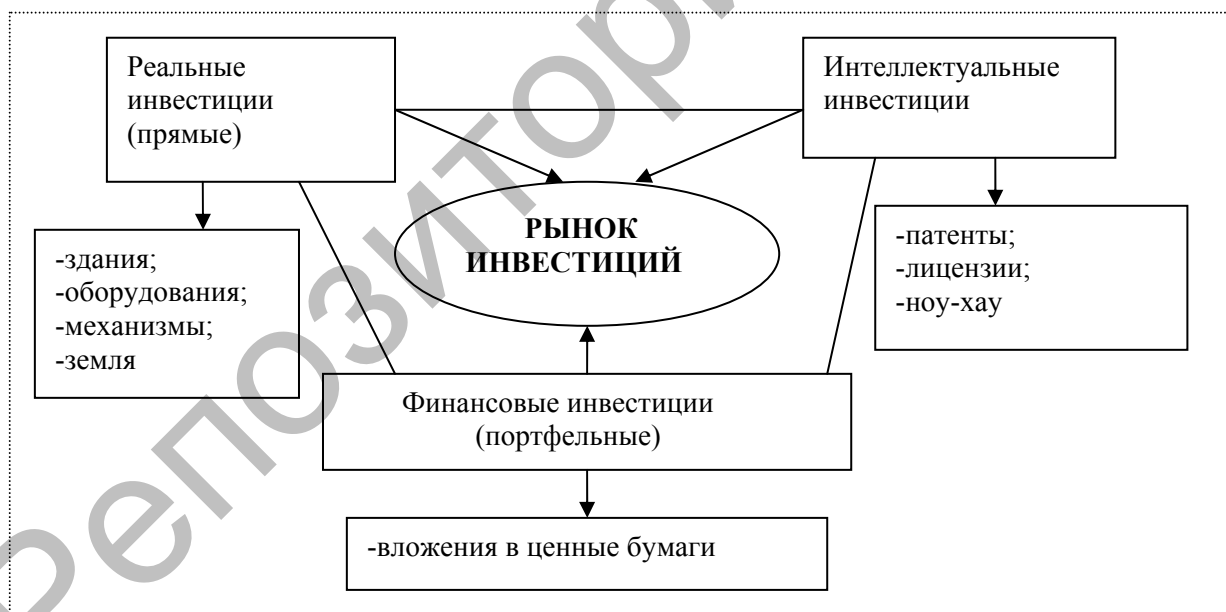 Реальные
инвестиции
(прямые)
Интеллектуальные
инвестиции
РЫНОК
ИНВЕСТИЦИЙ
-здания;
-оборудования;
-механизмы;
-земля
-патенты;
-лицензии;
-ноу-хау
Финансовые инвестиции
(портфельные)
-вложения в ценные бумаги